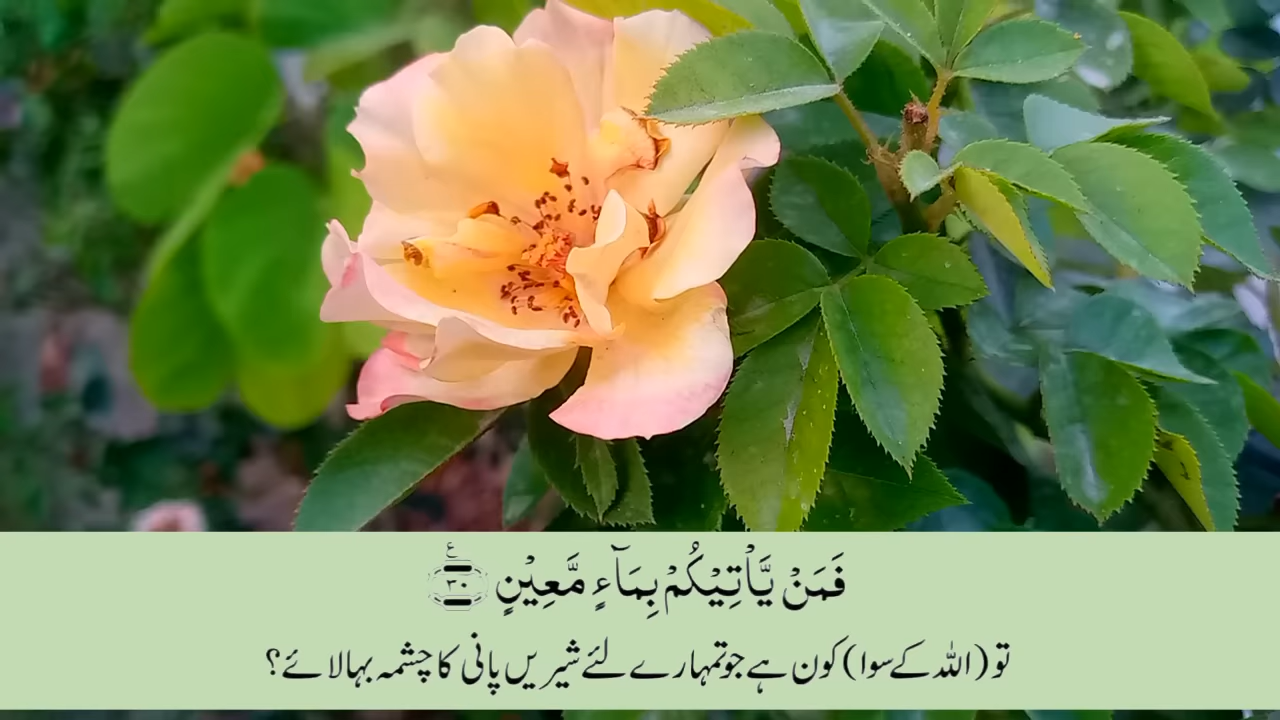 فَمَنْ يَّاْتِيْكُمْ بِمَآءٍ مَّعِيْنٍ ع ۳۰
تو (اللہ کے سوا) کون ہے جو تمہارے لئے شیریں پانی کا چشمہ بہا لائے؟